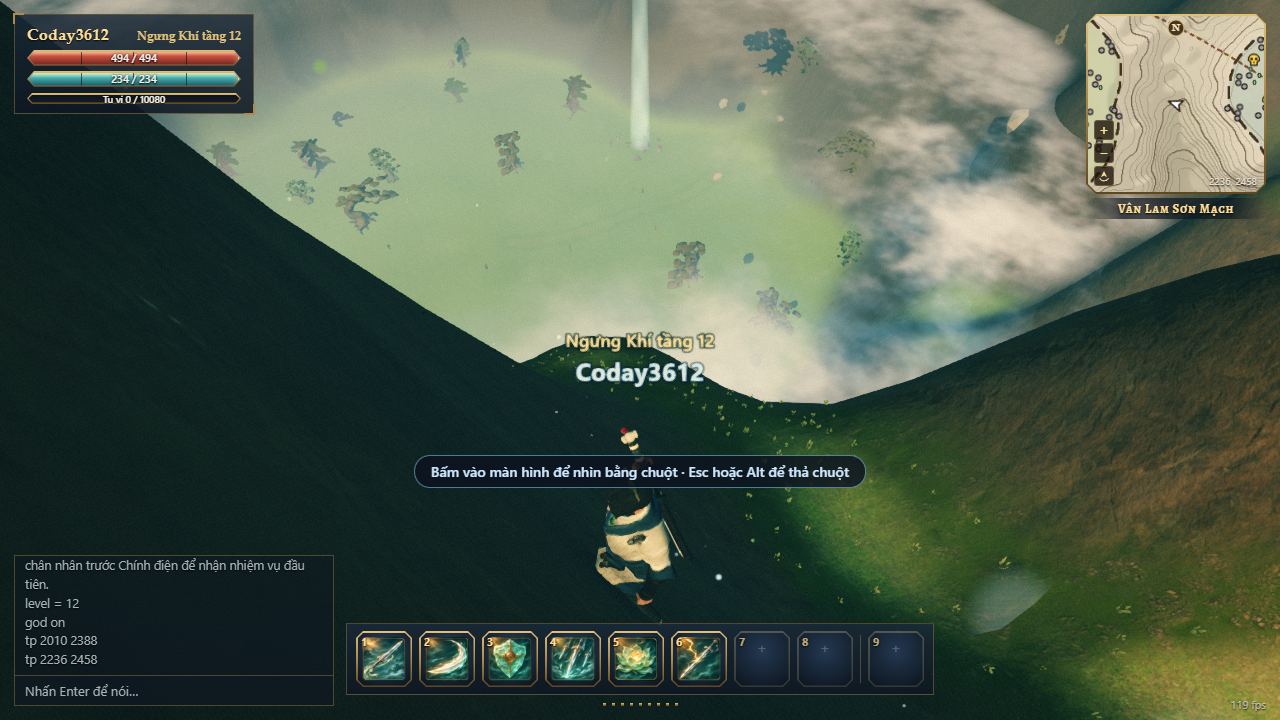 Coday3612
Ngưng Khí tầng 12
494 / 494
234 / 234
Tu vi 0 / 10080
N
+
−
2236 2458
Vân Lam Sơn Mạch
Ngưng Khí tầng 12
Coday3612
Bấm vào màn hình để nhìn bằng chuột · Esc hoặc Alt để thả chuột
chân nhân trước Chính điện để nhận nhiệm vụ đầu
tiên.
level = 12
god on
tp 2010 2388
tp 2236 2458
Nhấn Enter để nói...
1 2 3 4 5 6 7 8 9
119 fps